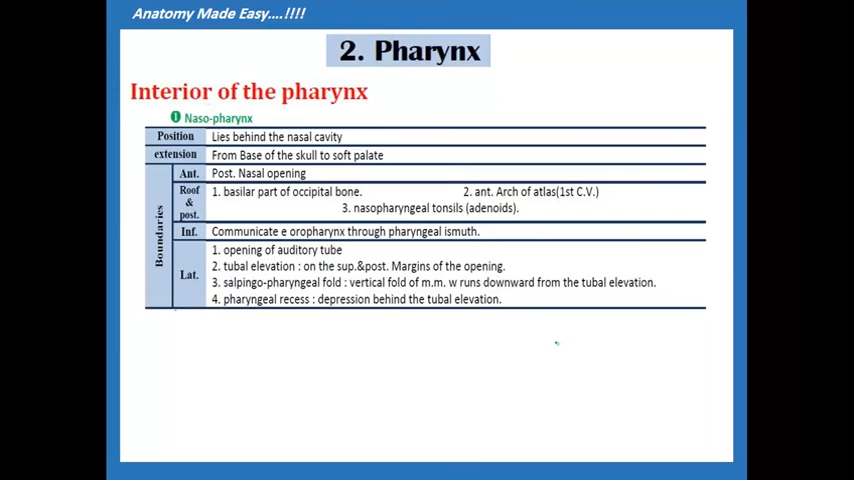 Anatomy Made Easy....!!!!
2. Pharynx
Interior of the pharynx
1 Naso-pharynx
Position Lies behind the nasal cavity
extension From Base of the skull to soft palate
Boundaries
Ant. Post. Nasal opening
Roof & post. 1. basilar part of occipital bone. 2. ant. Arch of atlas(1st C.V.)
3. nasopharyngeal tonsils (adenoids).
Inf. Communicate e oropharynx through pharyngeal ismuth.
Lat. 1. opening of auditory tube
2. tubal elevation : on the sup.&post. Margins of the opening.
3. salpingo-pharyngeal fold : vertical fold of m.m. w runs downward from the tubal elevation.
4. pharyngeal recess : depression behind the tubal elevation.